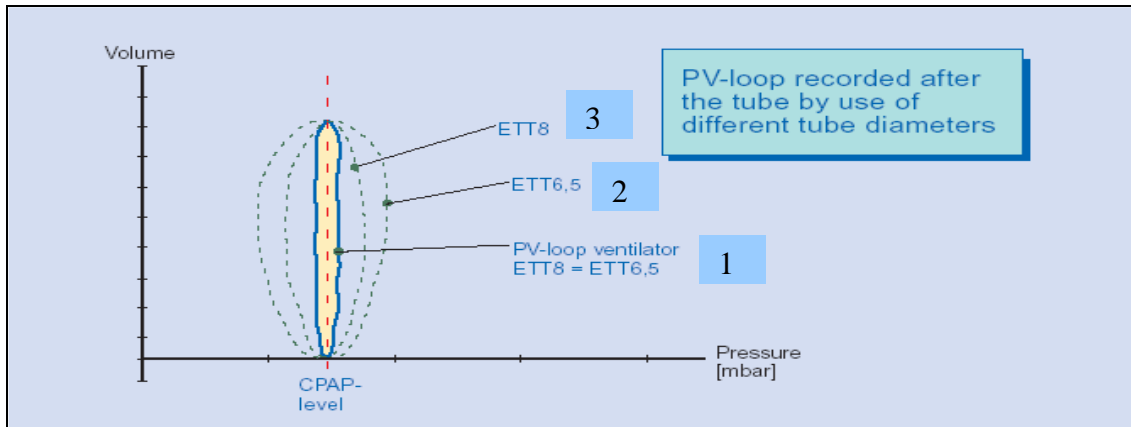 Volume
PV-loop recorded after
the tube by use of
different tube diameters
ETT8
3
ETT6,5
2
PV-loop ventilator
ETT8 = ETT6,5
1
Pressure
[mbar]
CPAP-
level